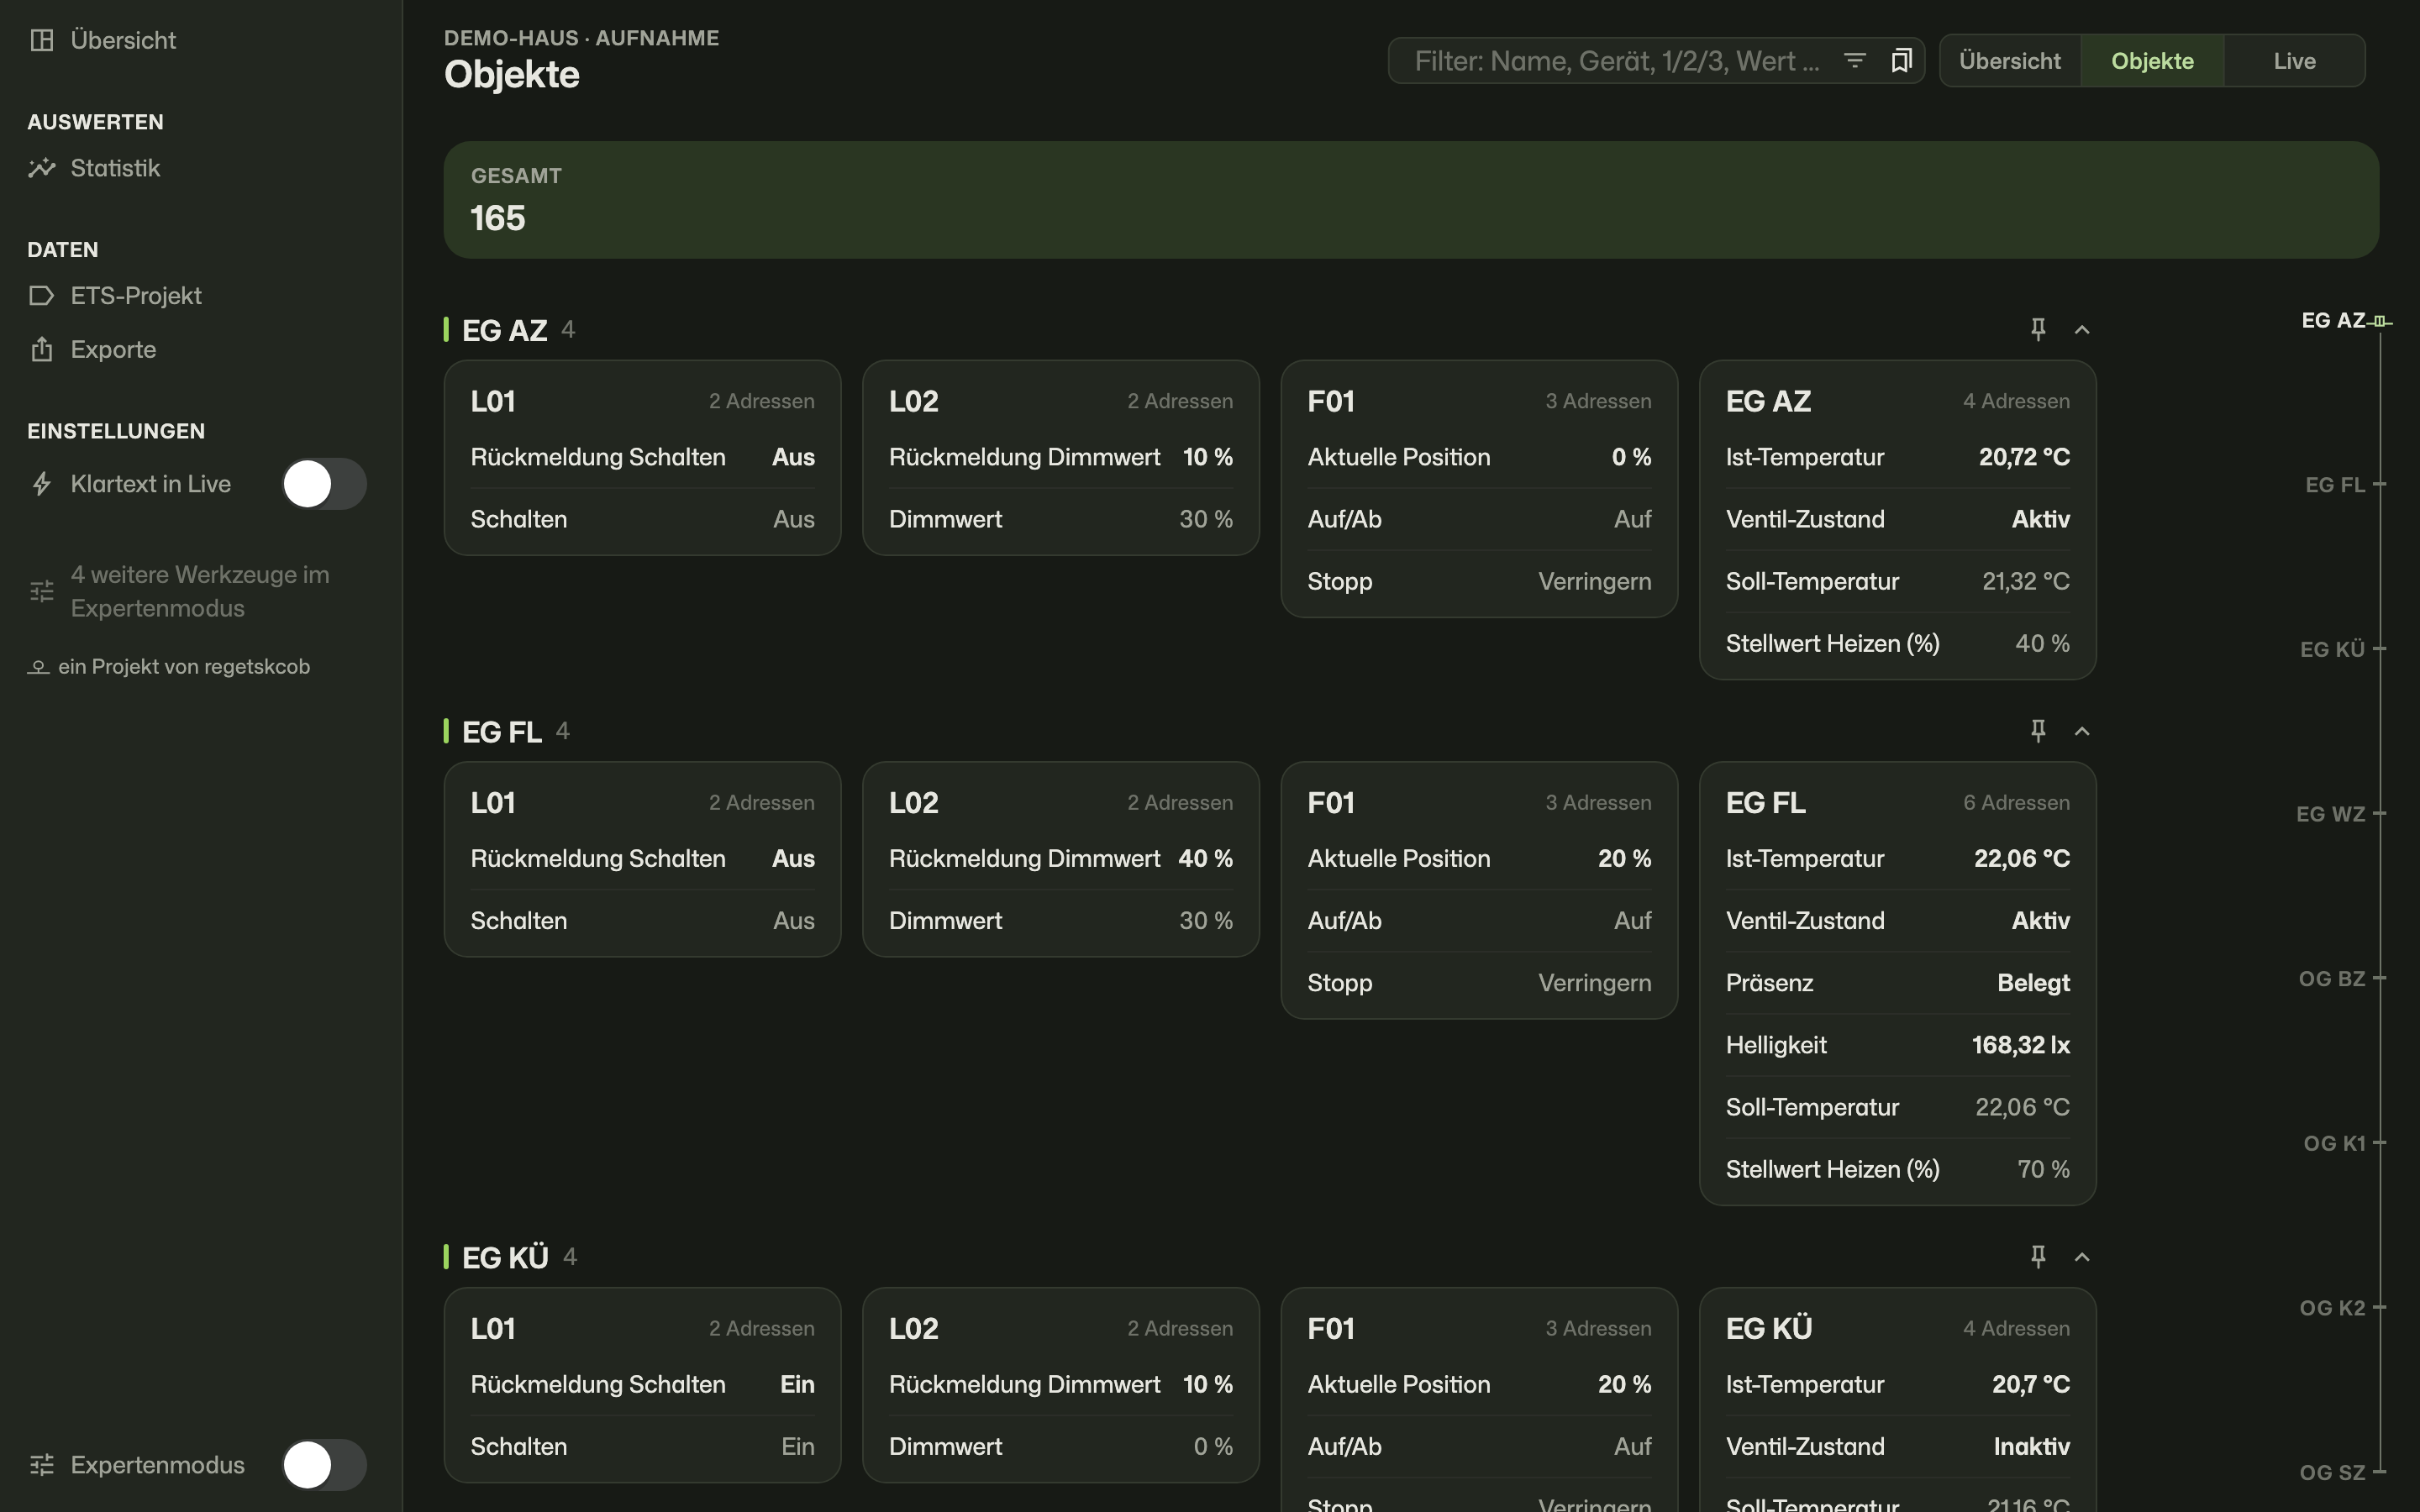 Übersicht
AUSWERTEN
Statistik
DATEN
ETS-Projekt
Exporte
EINSTELLUNGEN
Klartext in Live
4 weitere Werkzeuge im
Expertenmodus
ein Projekt von regetskcob
Expertenmodus
DEMO-HAUS · AUFNAHME
Objekte
Filter: Name, Gerät, 1/2/3, Wert ...
Übersicht Objekte Live
GESAMT
165
EG AZ 4
L01 2 Adressen
Rückmeldung Schalten Aus
Schalten Aus
L02 2 Adressen
Rückmeldung Dimmwert 10 %
Dimmwert 30 %
F01 3 Adressen
Aktuelle Position 0 %
Auf/Ab Auf
Stopp Verringern
EG AZ 4 Adressen
Ist-Temperatur 20,72 °C
Ventil-Zustand Aktiv
Soll-Temperatur 21,32 °C
Stellwert Heizen (%) 40 %
EG FL 4
L01 2 Adressen
Rückmeldung Schalten Aus
Schalten Aus
L02 2 Adressen
Rückmeldung Dimmwert 40 %
Dimmwert 30 %
F01 3 Adressen
Aktuelle Position 20 %
Auf/Ab Auf
Stopp Verringern
EG FL 6 Adressen
Ist-Temperatur 22,06 °C
Ventil-Zustand Aktiv
Präsenz Belegt
Helligkeit 168,32 lx
Soll-Temperatur 22,06 °C
Stellwert Heizen (%) 70 %
EG KÜ 4
L01 2 Adressen
Rückmeldung Schalten Ein
Schalten Ein
L02 2 Adressen
Rückmeldung Dimmwert 10 %
Dimmwert 0 %
F01 3 Adressen
Aktuelle Position 20 %
Auf/Ab Auf
Stopp Verringern
EG KÜ 4 Adressen
Ist-Temperatur 20,7 °C
Ventil-Zustand Inaktiv
Soll-Temperatur 21,16 °C
EG AZ
EG FL
EG KÜ
EG WZ
OG BZ
OG K1
OG K2
OG SZ